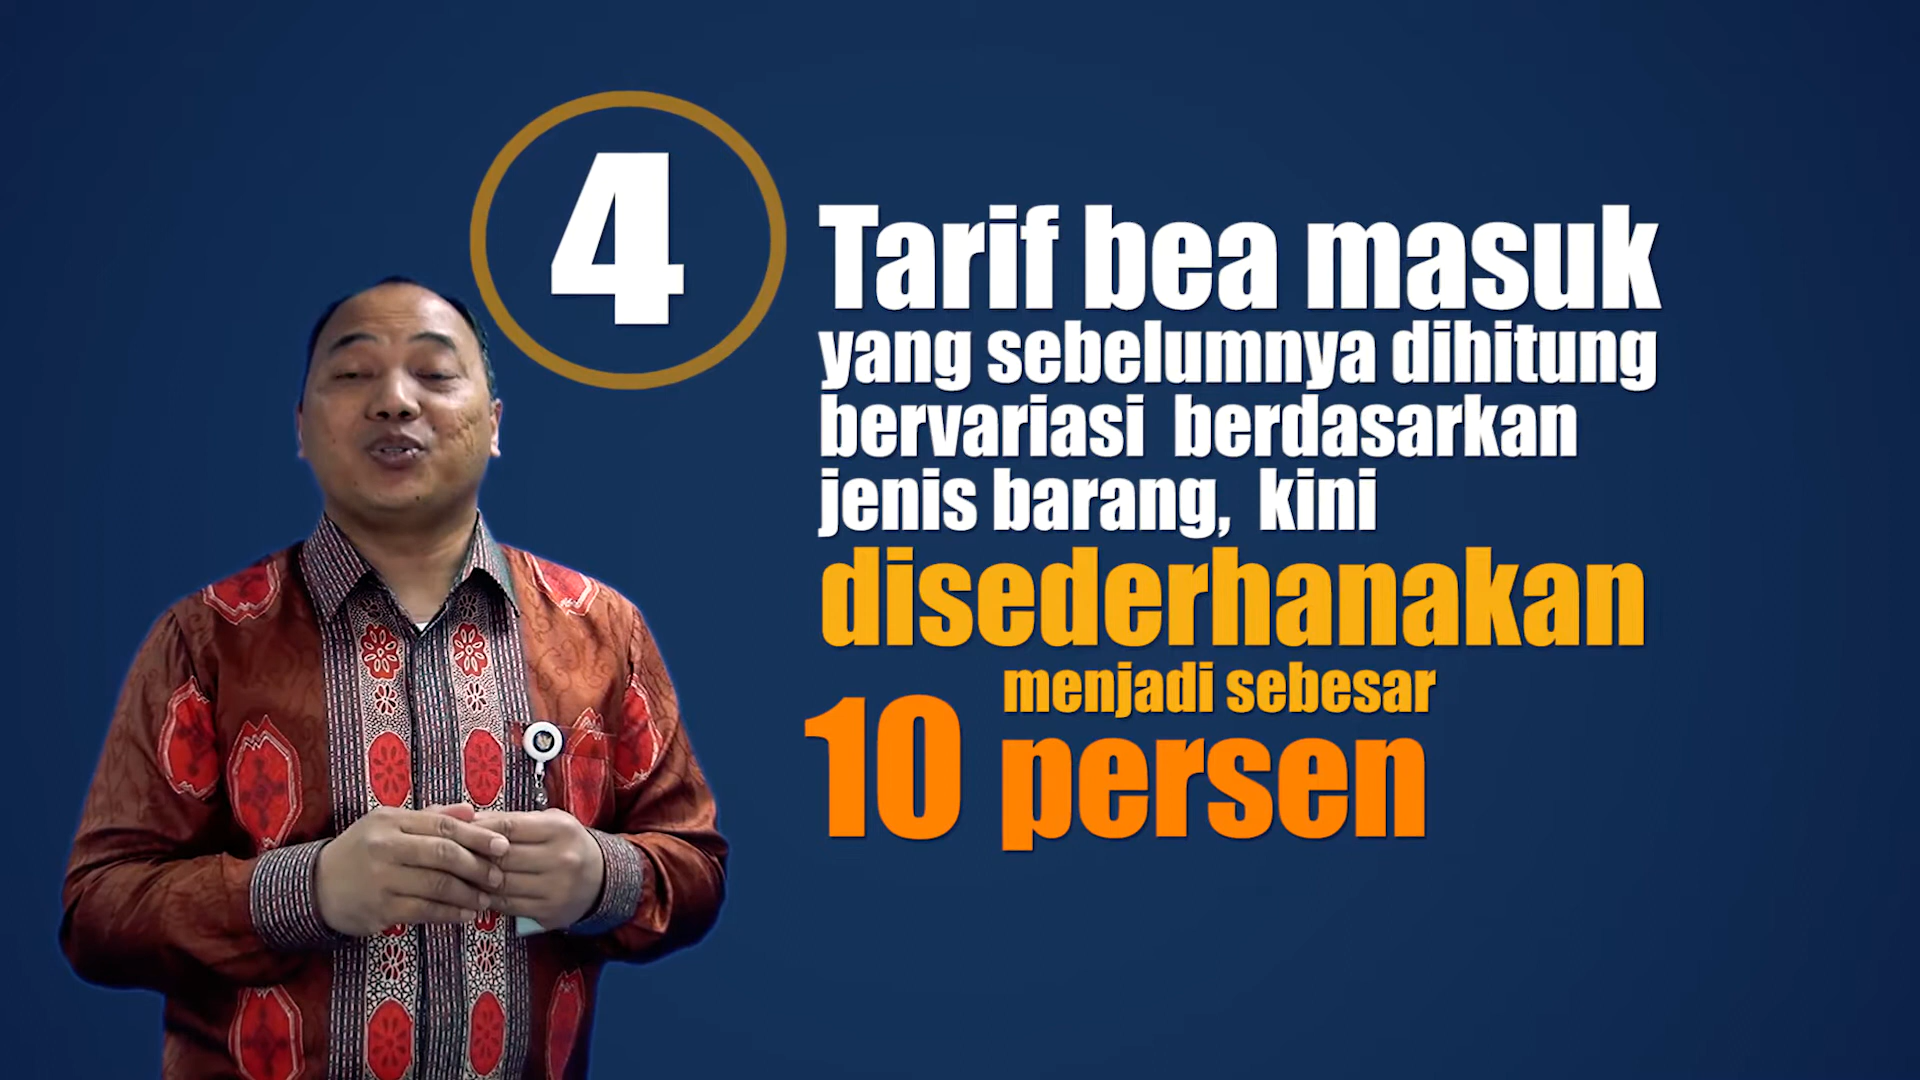 4
Tarif bea masuk
yang sebelumnya dihitung
bervariasi berdasarkan
jenis barang, kini
disederhanakan
menjadi sebesar
10 persen